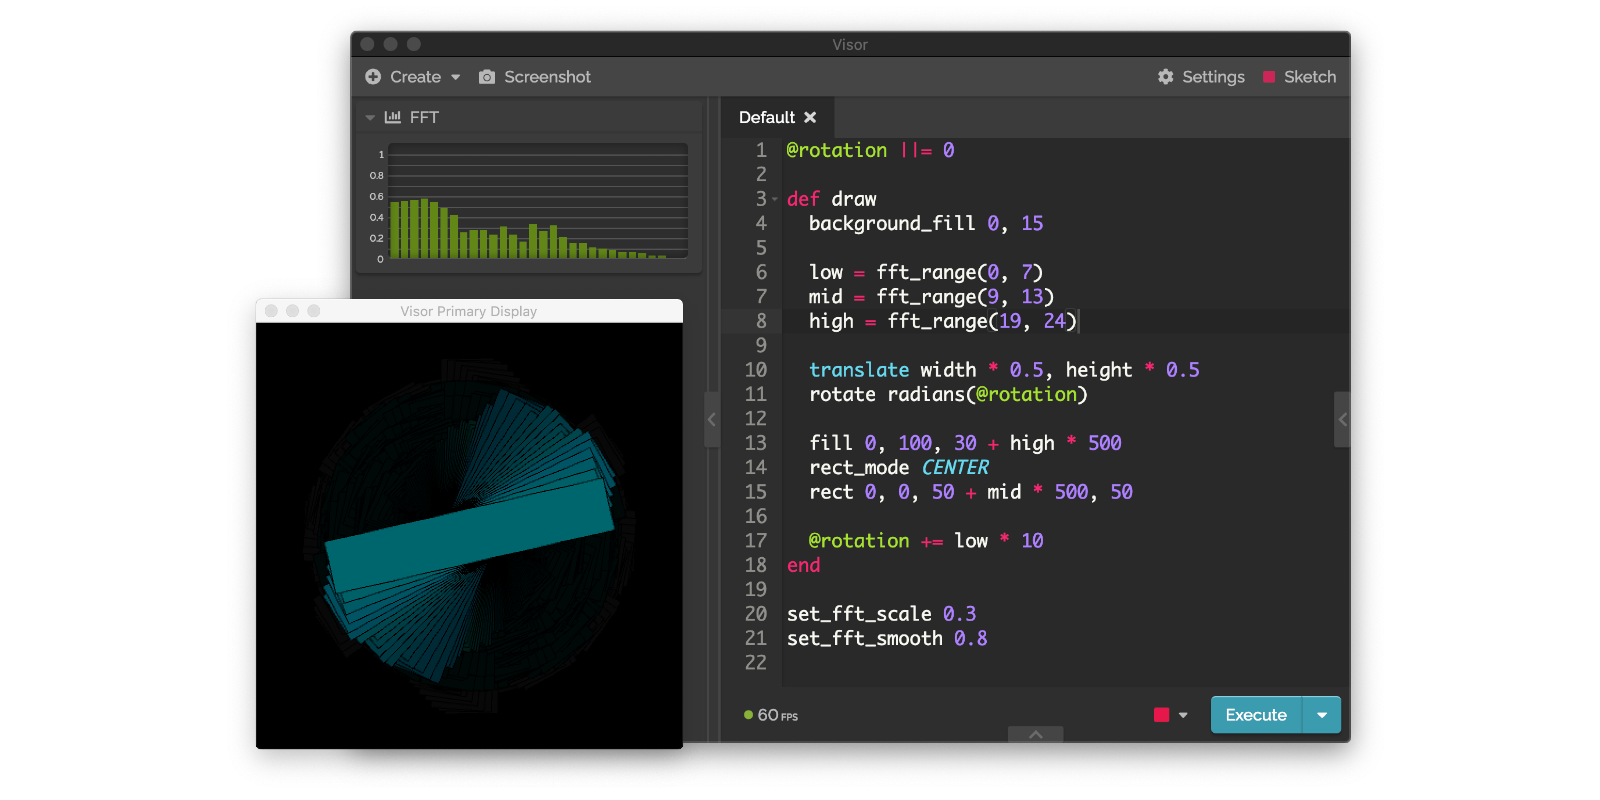 Visor
Create Screenshot Settings Sketch
FFT
1
0.8
0.6
0.4
0.2
0
Visor Primary Display
Default
1 @rotation ||= 0
2
3 def draw
4   background_fill 0, 15
5
6   low = fft_range(0, 7)
7   mid = fft_range(9, 13)
8   high = fft_range(19, 24)
9
10   translate width * 0.5, height * 0.5
11   rotate radians(@rotation)
12
13   fill 0, 100, 30 + high * 500
14   rect_mode CENTER
15   rect 0, 0, 50 + mid * 500, 50
16
17   @rotation += low * 10
18 end
19
20 set_fft_scale 0.3
21 set_fft_smooth 0.8
22
60 FPS
Execute